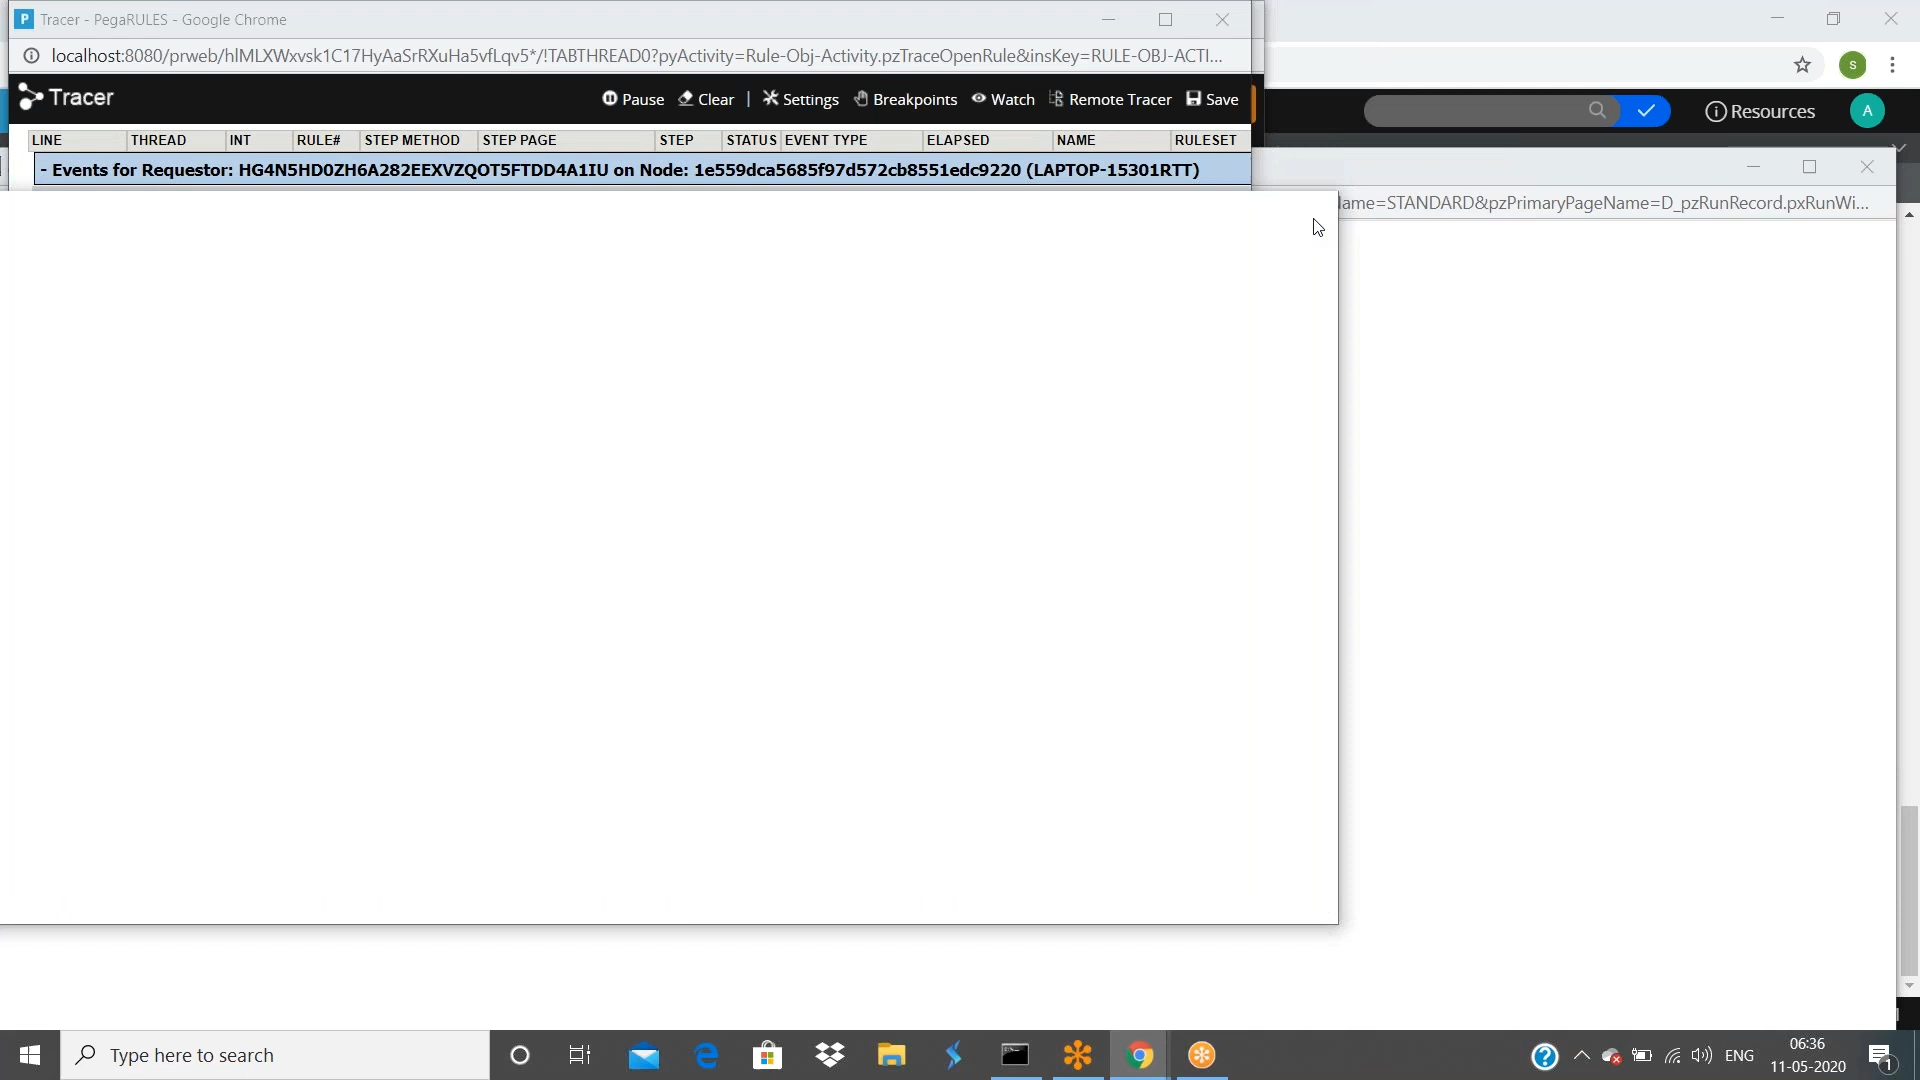 P Tracer - PegaRULES - Google Chrome
localhost:8080/prweb/hlMLXWxvsk1C17HyAaSrRXuHa5vfLqv5*/!TABTHREAD0?pyActivity=Rule-Obj-Activity.pzTraceOpenRule&insKey=RULE-OBJ-ACTI...
S
Tracer
Pause Clear | Settings Breakpoints Watch Remote Tracer Save
Resources
A
LINE THREAD INT RULE# STEP METHOD STEP PAGE STEP STATUS EVENT TYPE ELAPSED NAME RULESET
- Events for Requestor: HG4N5HD0ZH6A282EEXVZQOT5FTDD4A1IU on Node: 1e559dca5685f97d572cb8551edc9220 (LAPTOP-15301RTT)
lame=STANDARD&pzPrimaryPageName=D_pzRunRecord.pxRunWi...
Type here to search
ENG
06:36
11-05-2020
1